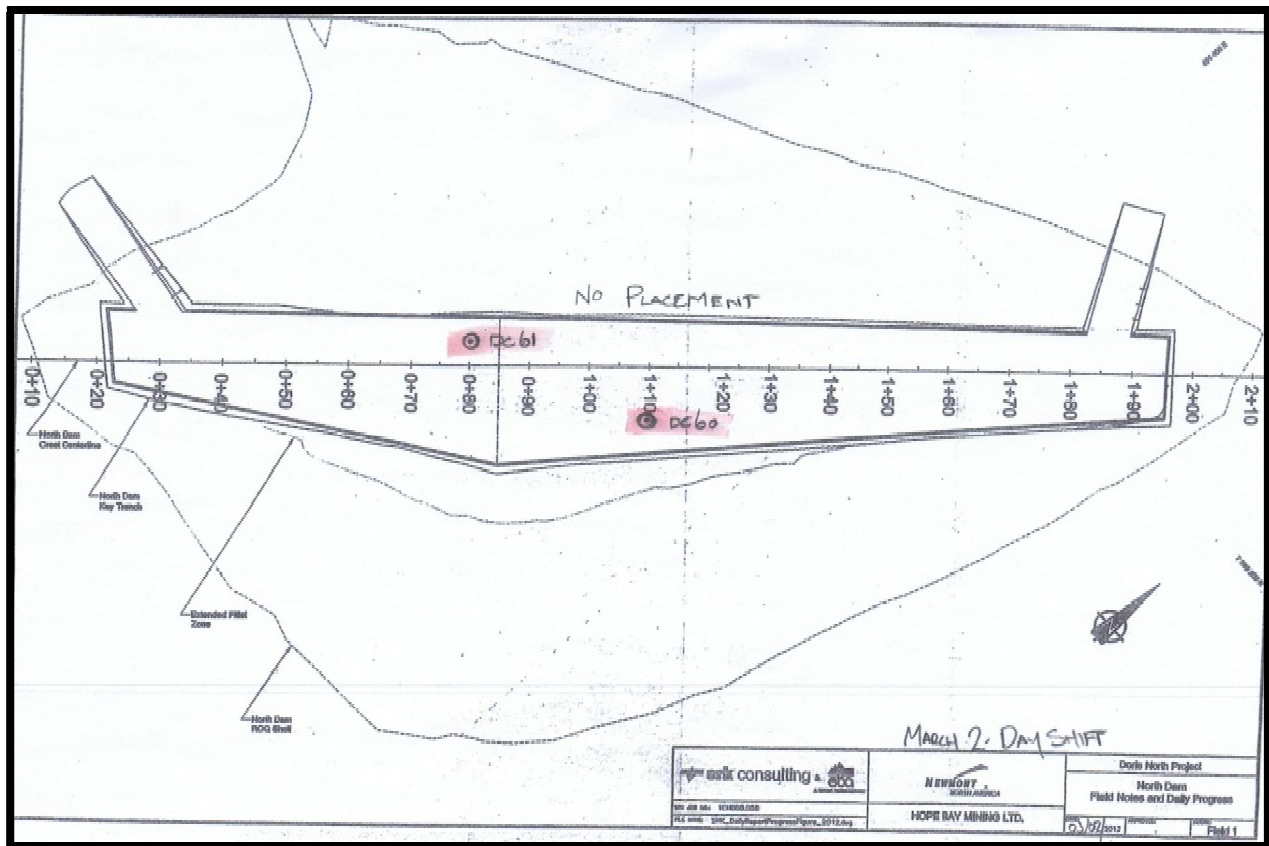 NO PLACEMENT
DC61
DC60
0+10
0+20
0+30
0+40
0+50
0+60
0+70
0+80
0+90
1+00
1+10
1+20
1+30
1+40
1+50
1+60
1+70
1+80
1+90
2+00
2+10
North Dam
Crest Centerline
North Dam
Key Trench
Extended Fillet
Zone
North Dam
ROQ Shell
MARCH 2. DAY SHIFT
srk consulting &
NEWMONT
NORTH AMERICA
HOPE BAY MINING LTD.
Doris North Project
North Dam
Field Notes and Daily Progress
03/02/2012
Field 1